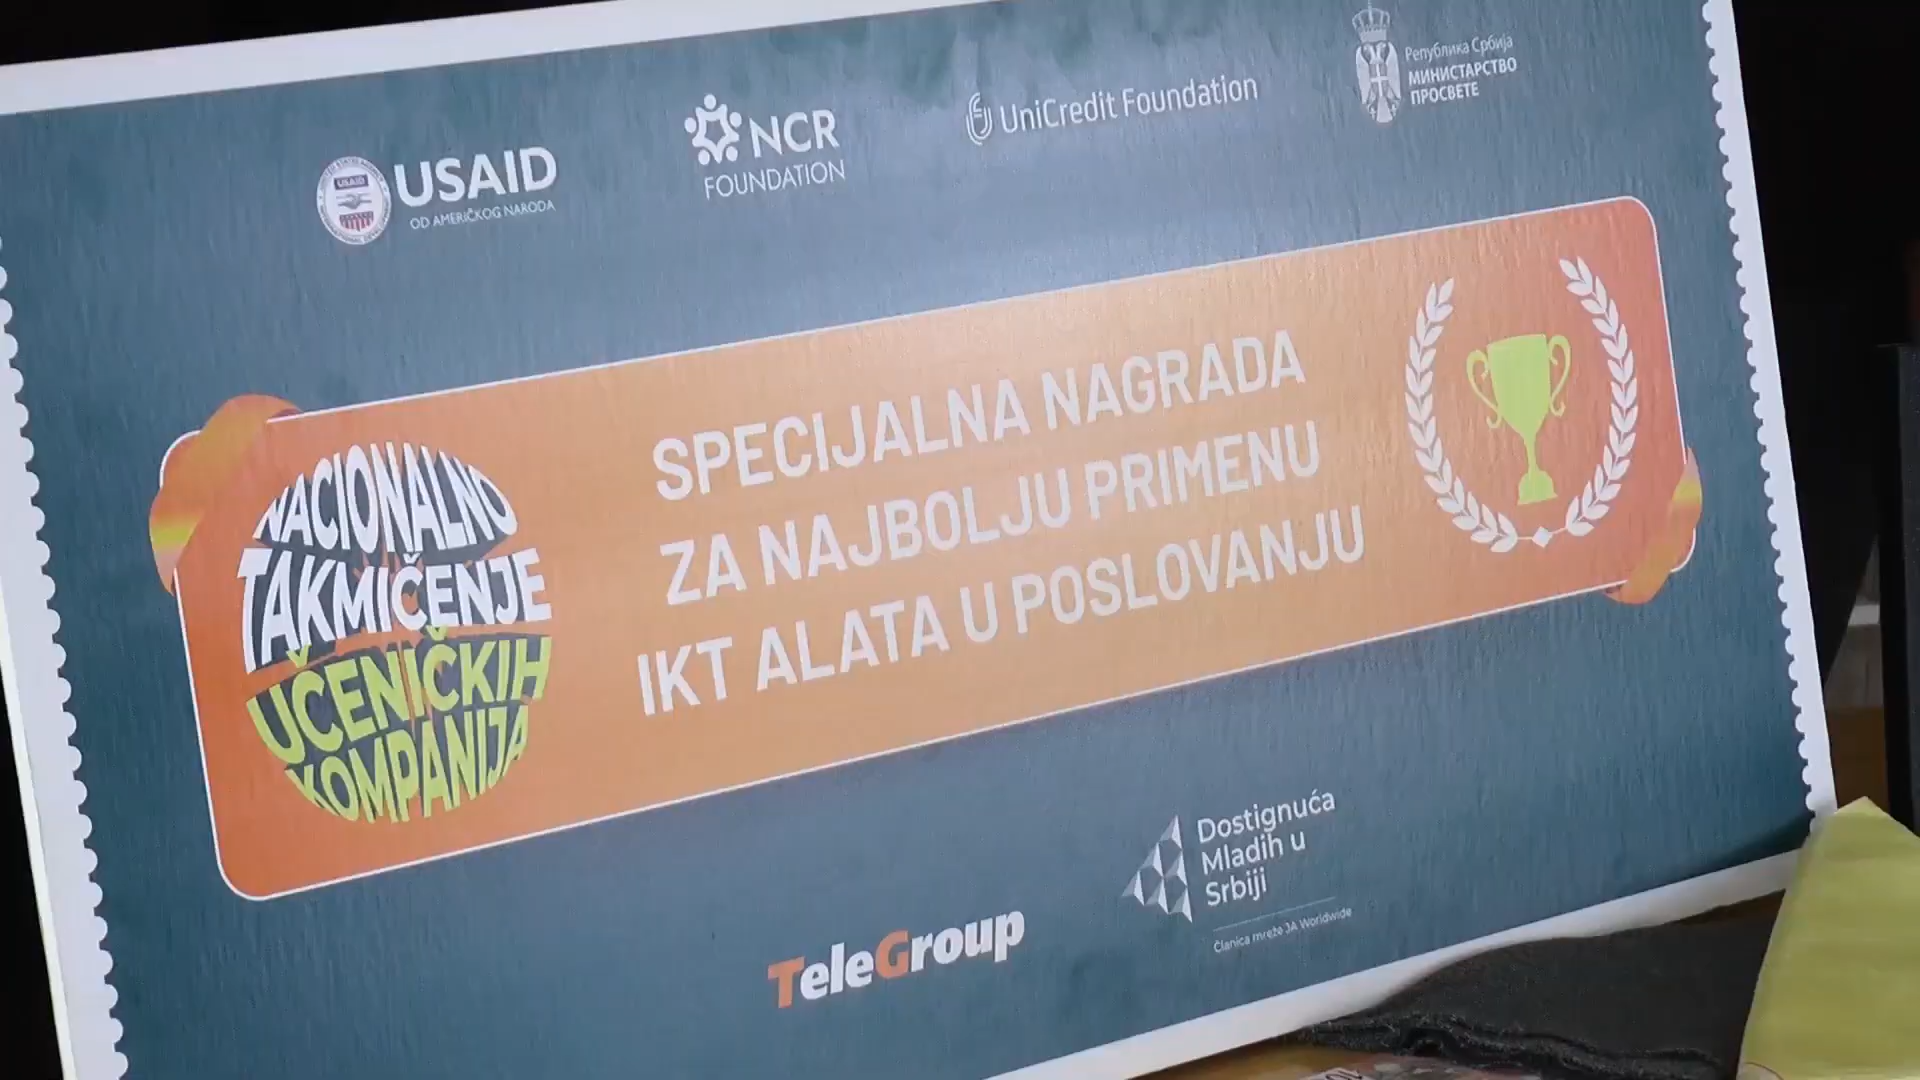 USAID
OD AMERIČKOG NARODA
NCR
FOUNDATION
UniCredit Foundation
Република Србија
МИНИСТАРСТВО
ПРОСВЕТЕ
NACIONALNO
TAKMIČENJE
UČENIČKIH
KOMPANIJA
SPECIJALNA NAGRADA
ZA NAJBOLJU PRIMENU
IKT ALATA U POSLOVANJU
TeleGroup
Dostignuća
Mladih u
Srbiji
Članica mreže JA Worldwide